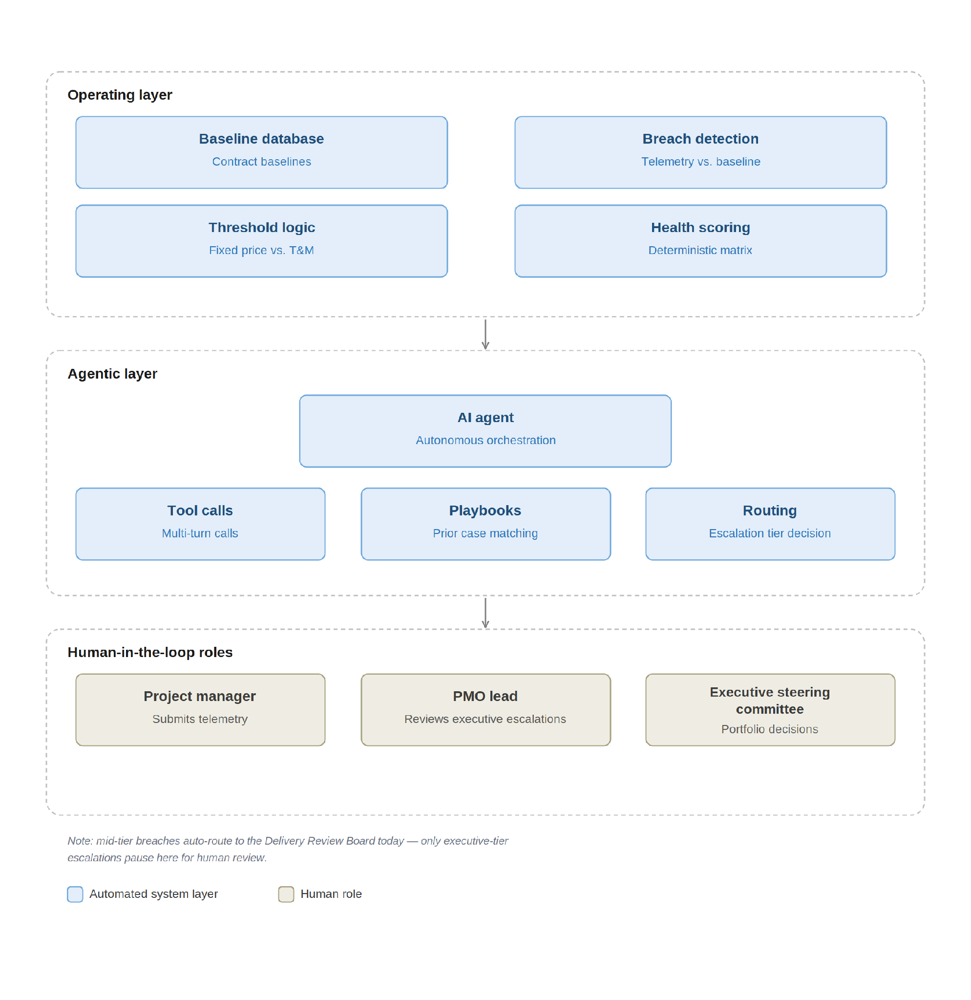 Operating layer
Baseline database
Contract baselines
Breach detection
Telemetry vs. baseline
Threshold logic
Fixed price vs. T&M
Health scoring
Deterministic matrix
Agentic layer
AI agent
Autonomous orchestration
Tool calls
Multi-turn calls
Playbooks
Prior case matching
Routing
Escalation tier decision
Human-in-the-loop roles
Project manager
Submits telemetry
PMO lead
Reviews executive escalations
Executive steering
committee
Portfolio decisions
Note: mid-tier breaches auto-route to the Delivery Review Board today — only executive-tier
escalations pause here for human review.
Automated system layer
Human role